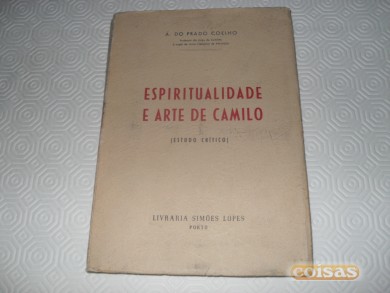 A. DO PRADO COELHO
ESPIRITUALIDADE
E ARTE DE CAMILO
(ESTUDO CRÍTICO)
LIVRARIA SIMÕES LOPES
PORTO
coisas